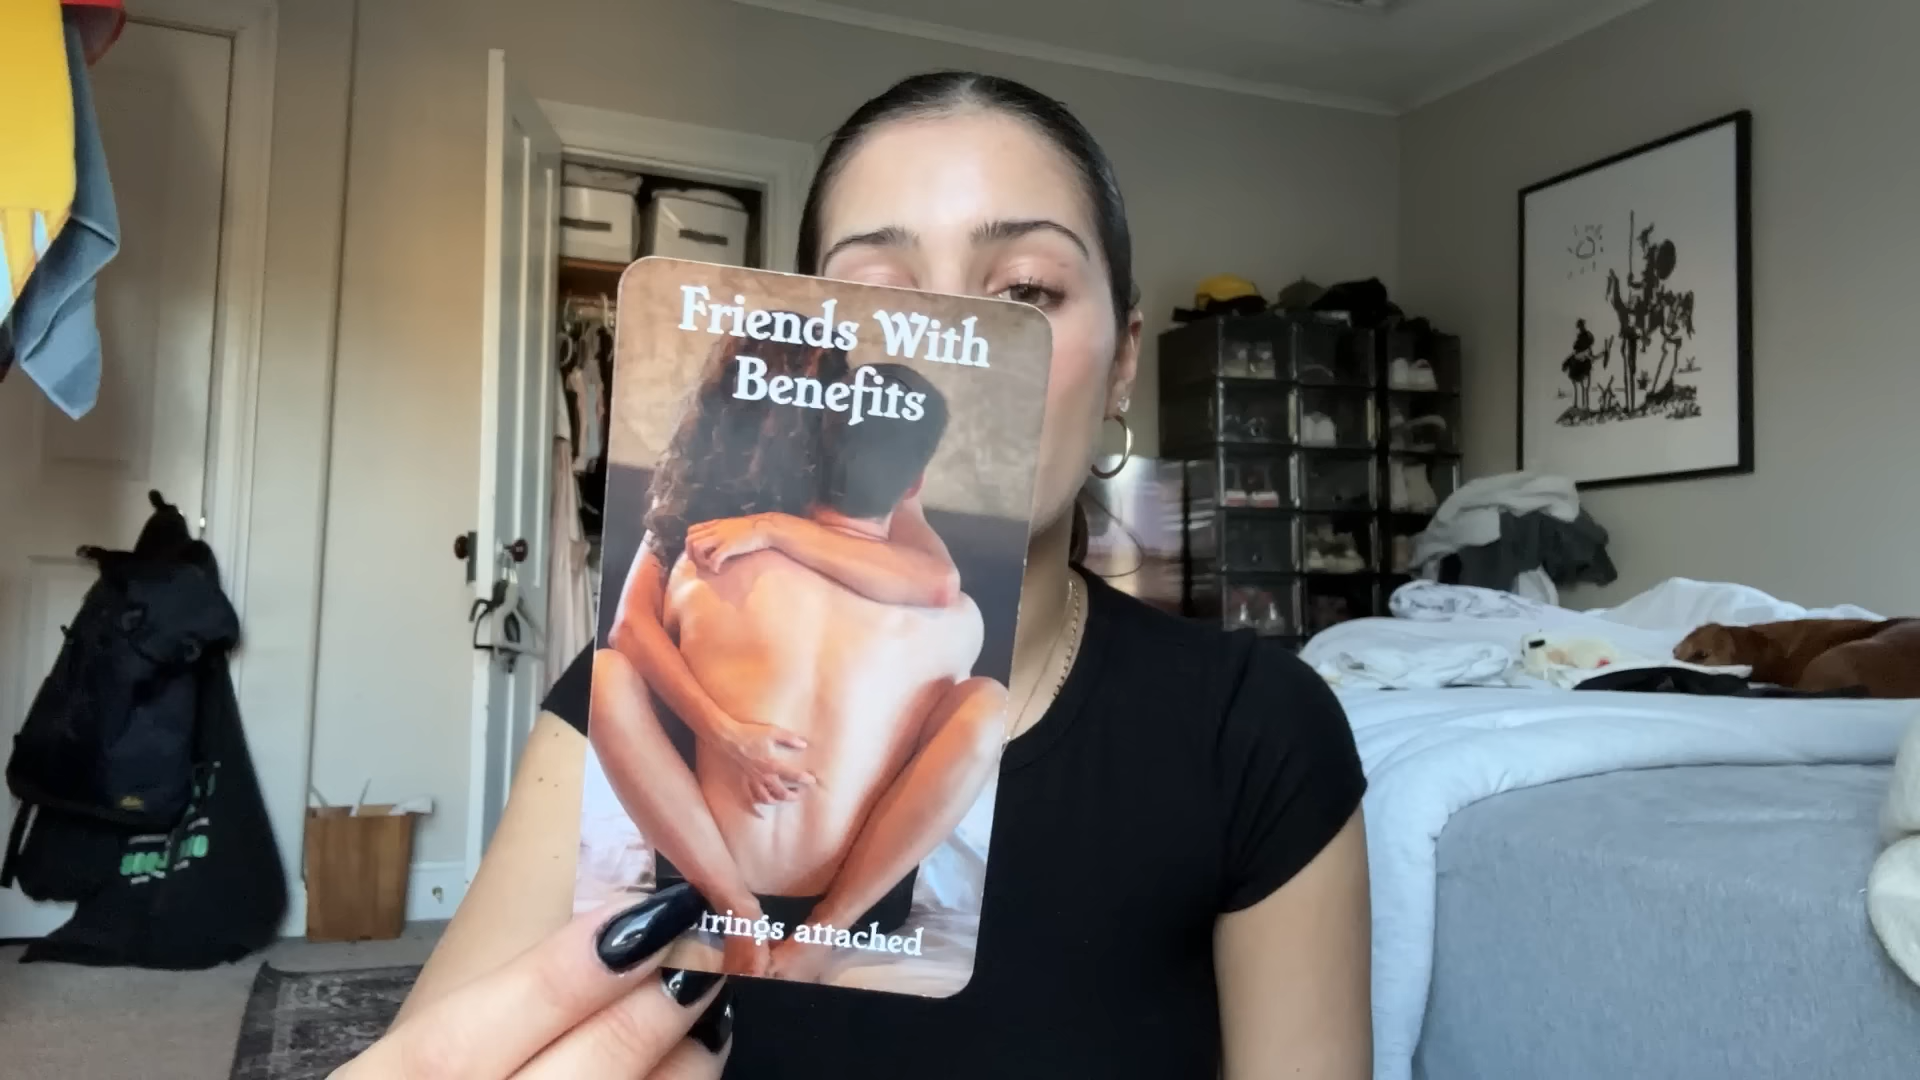 Friends With
Benefits
strings attached